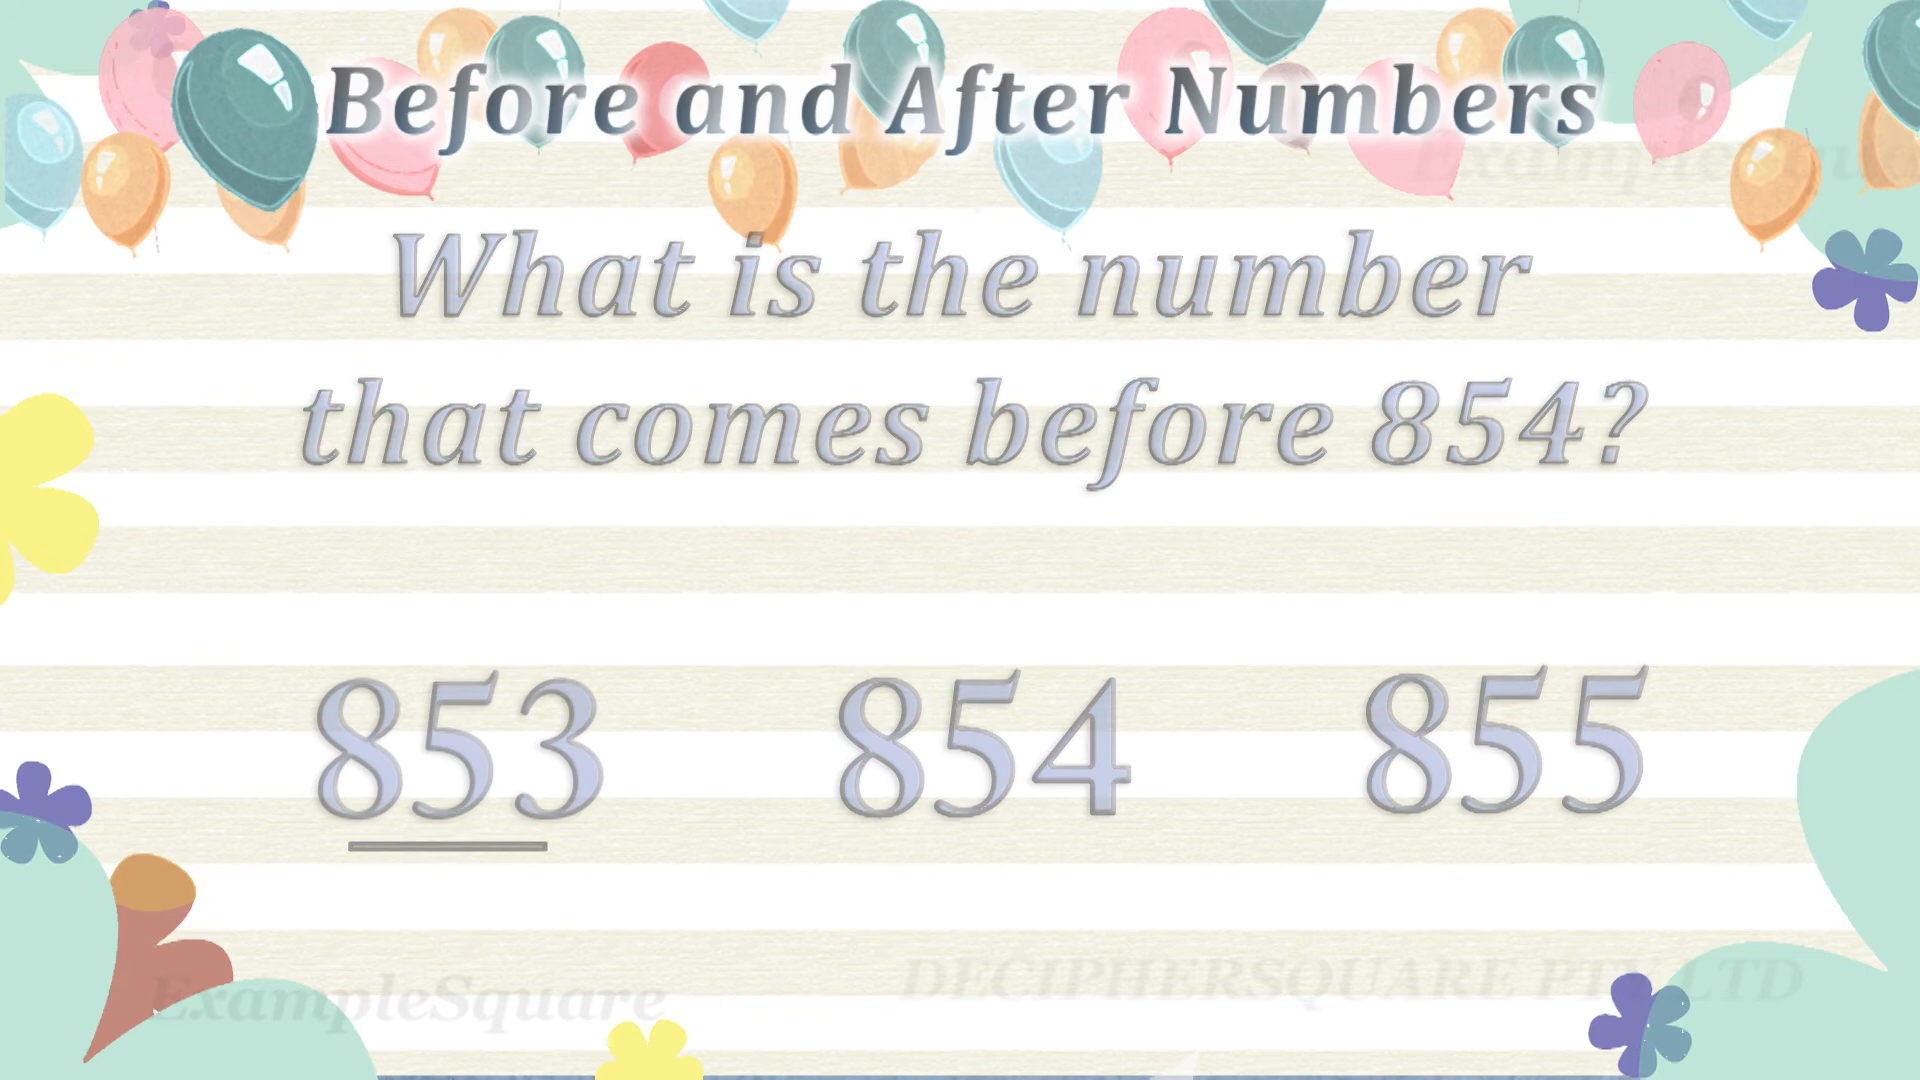 Before and After Numbers
What is the number
that comes before 854?
853 854 855
ExampleSquare
DECIPHERSQUARE PTY LTD